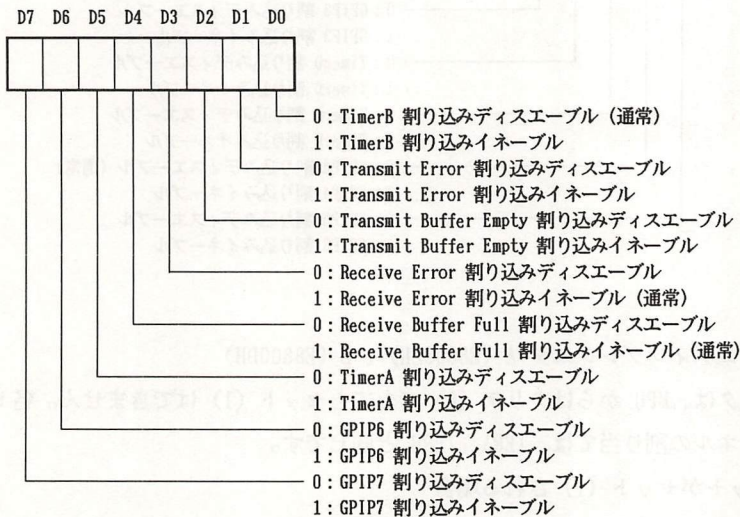 D7 D6 D5 D4 D3 D2 D1 D0
0:TimerB 割り込みディスエーブル (通常)
1:TimerB 割り込みイネーブル
0:Transmit Error 割り込みディスエーブル
1:Transmit Error 割り込みイネーブル
0:Transmit Buffer Empty 割り込みディスエーブル
1:Transmit Buffer Empty 割り込みイネーブル
0:Receive Error 割り込みディスエーブル
1:Receive Error 割り込みイネーブル (通常)
0:Receive Buffer Full 割り込みディスエーブル
1:Receive Buffer Full 割り込みイネーブル (通常)
0:TimerA 割り込みディスエーブル
1:TimerA 割り込みイネーブル
0:GPIP6 割り込みディスエーブル
1:GPIP6 割り込みイネーブル
0:GPIP7 割り込みディスエーブル
1:GPIP7 割り込みイネーブル